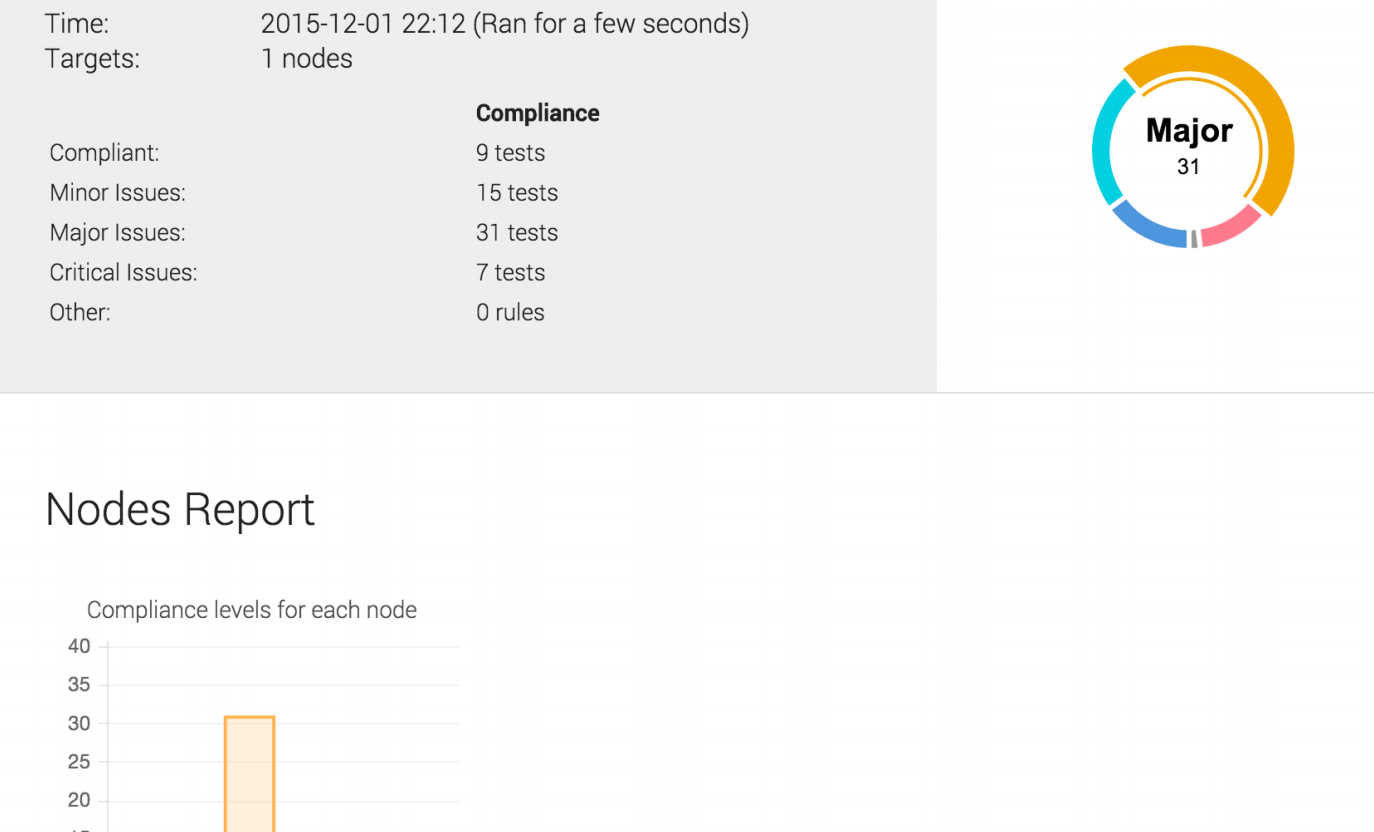 Time: 2015-12-01 22:12 (Ran for a few seconds)
Targets: 1 nodes
Compliance
Compliant: 9 tests
Minor Issues: 15 tests
Major Issues: 31 tests
Critical Issues: 7 tests
Other: 0 rules
Major
31
Nodes Report
Compliance levels for each node
40
35
30
25
20